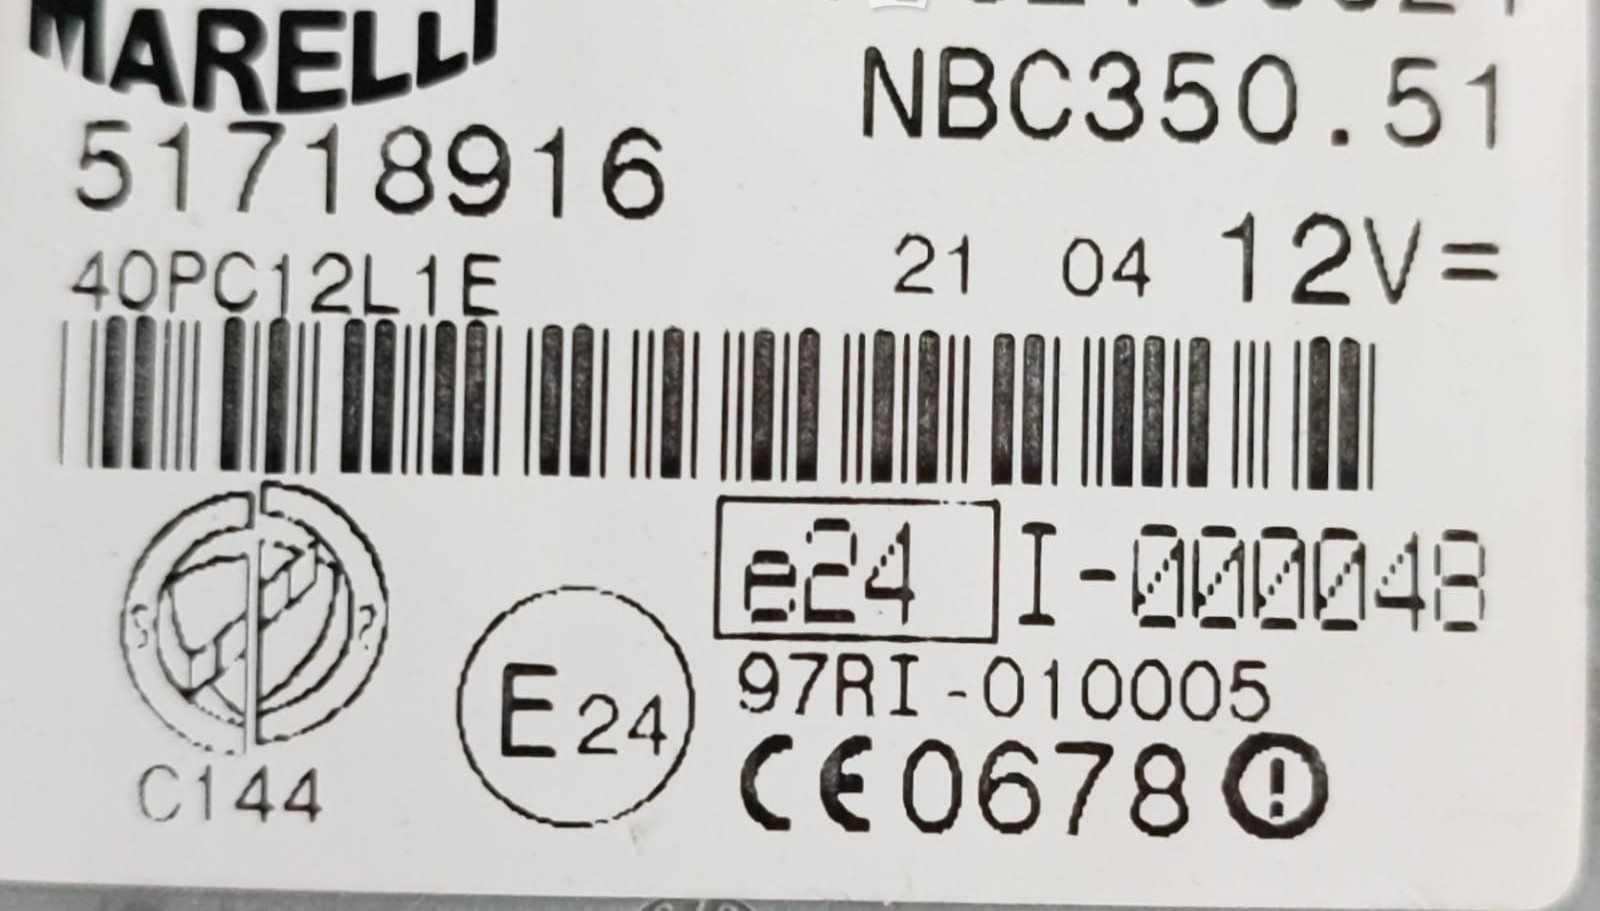 MARELLI
NBC350.51
51718916
40PC12L1E
21 04 12V=
e24 I-000048
97RI-010005
E24
CE0678
C144